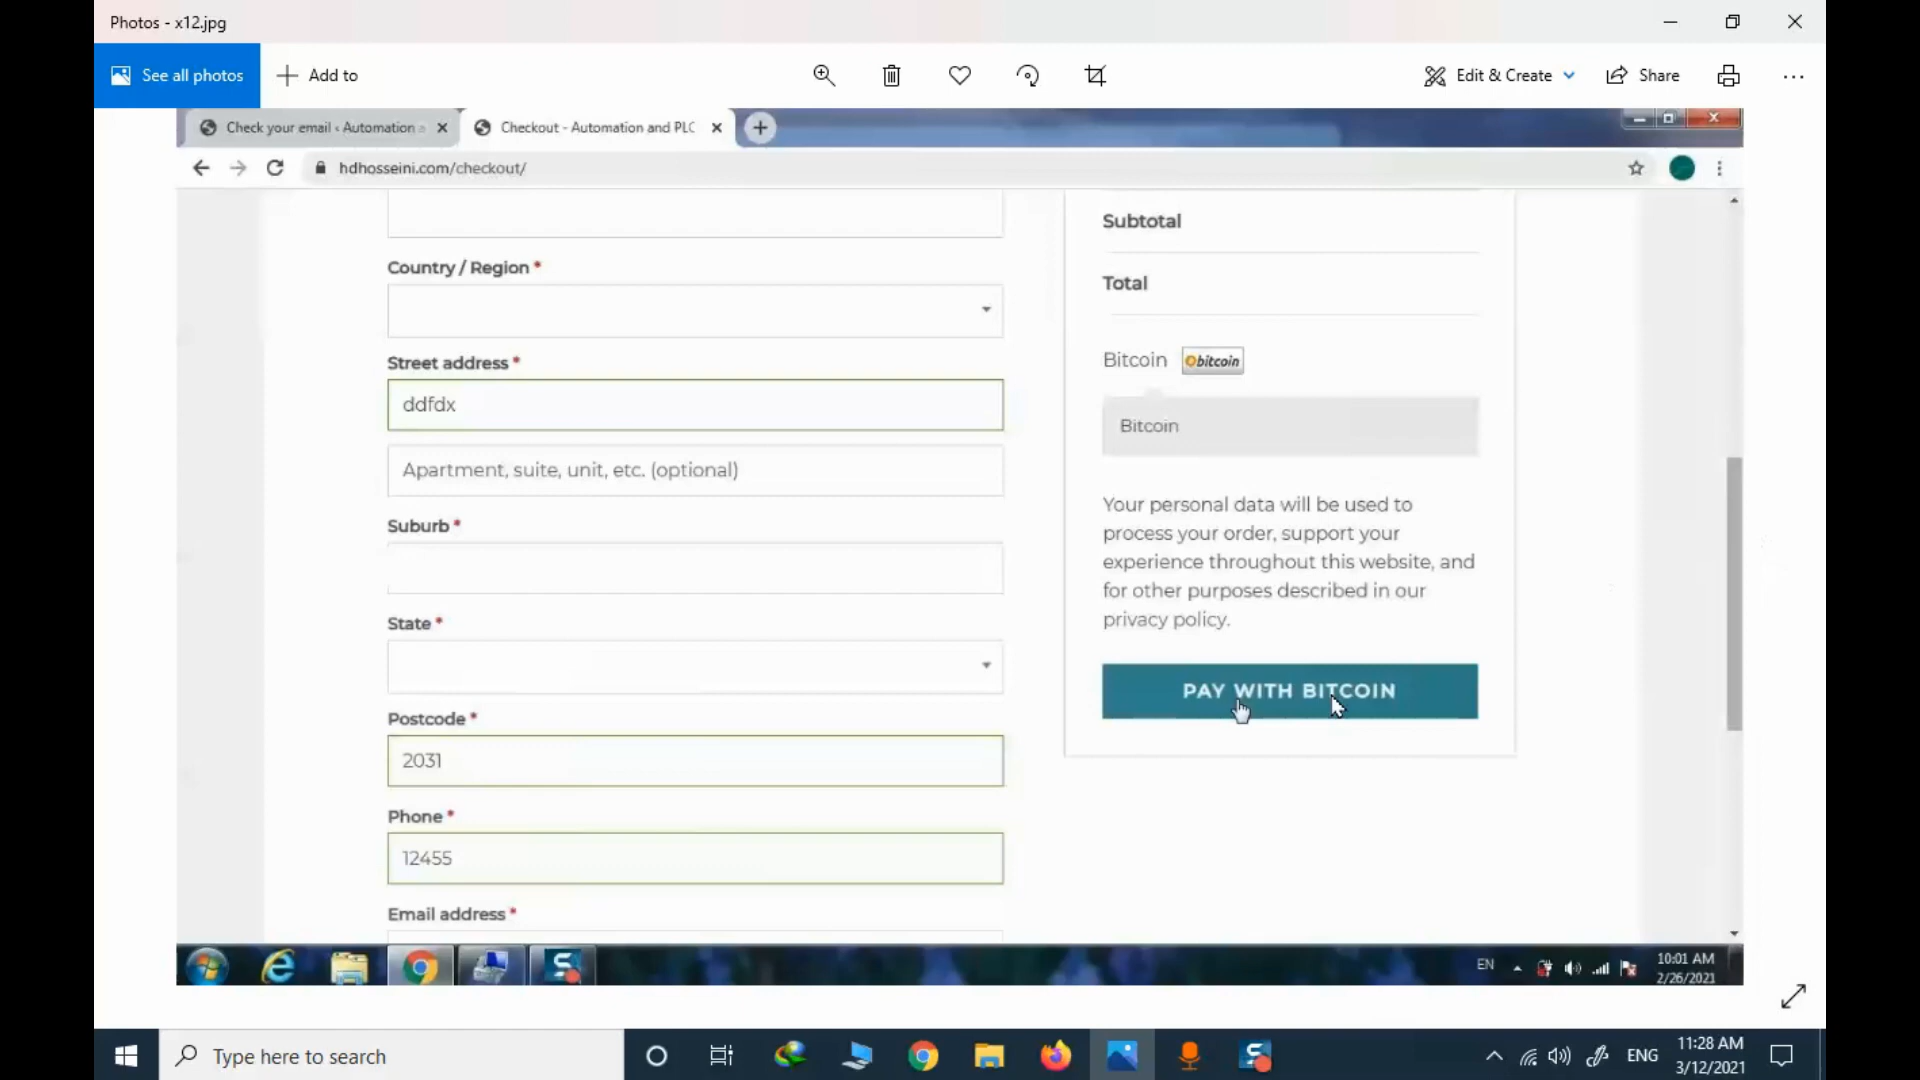 Photos - x12.jpg
See all photos
Add to
Edit & Create
Share
Check your email ‹ Automation a
Checkout - Automation and PLC
hdhosseini.com/checkout/
Subtotal
Country / Region *
Total
Street address *
Bitcoin bitcoin
ddfdx
Bitcoin
Apartment, suite, unit, etc. (optional)
Your personal data will be used to
process your order, support your
experience throughout this website, and
for other purposes described in our
privacy policy.
Suburb *
State *
PAY WITH BITCOIN
Postcode *
2031
Phone *
12455
Email address *
EN
10:01 AM
2/26/2021
Type here to search
ENG
11:28 AM
3/12/2021